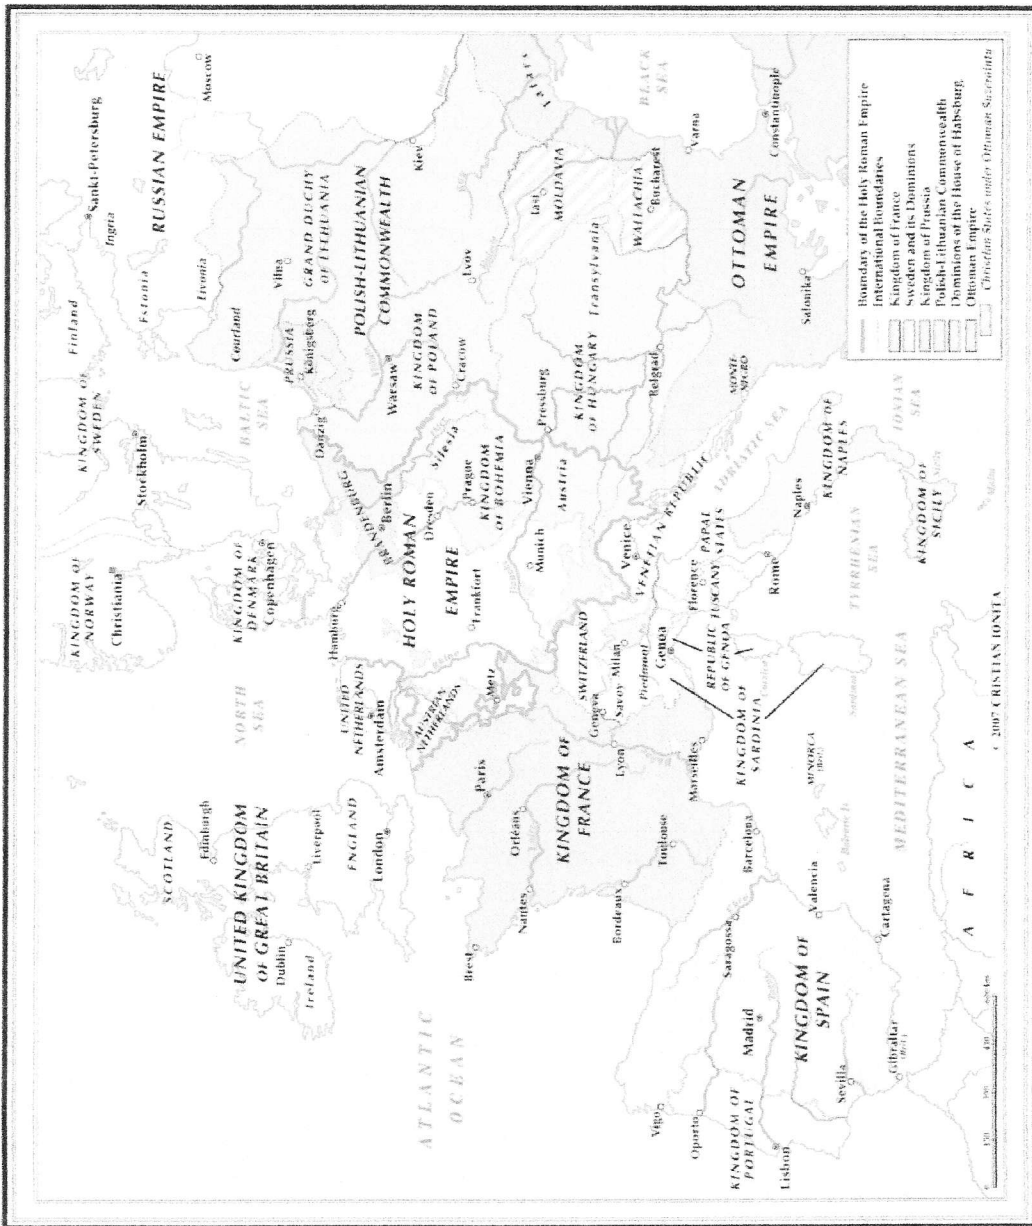 KINGDOM OF
NORWAY
Christiania
KINGDOM OF
SWEDEN
Stockholm
Finland
Sankt-Petersburg
Ingria
Estonia
RUSSIAN EMPIRE
Moscow
Livonia
Courland
SCOTLAND
Edinburgh
UNITED KINGDOM
OF GREAT BRITAIN
Dublin
Ireland
Liverpool
ENGLAND
London
NORTH
SEA
KINGDOM OF
DENMARK
Copenhagen
BALTIC
SEA
Vilna
GRAND DUCHY
OF LITHUANIA
PRUSSIA
Königsberg
Danzig
POLISH-LITHUANIAN
COMMONWEALTH
Hamburg
UNITED
NETHERLANDS
Amsterdam
AUSTRIAN
NETHERLANDS
BRANDENBURG
Berlin
HOLY ROMAN
EMPIRE
Dresden
Silesia
Warsaw
KINGDOM
OF POLAND
Cracow
Lvov
Kiev
Tatars
Frankfort
Prague
KINGDOM
OF BOHEMIA
Metz
Paris
Brest
Orléans
Nantes
ATLANTIC
OCEAN
KINGDOM OF
FRANCE
Munich
Vienna
Austria
Pressburg
KINGDOM
OF HUNGARY
Transylvania
Iasi
MOLDAVIA
WALLACHIA
Bucharest
BLACK
SEA
Varna
SWITZERLAND
Geneva
Savoy
Milan
Lyon
Piedmont
Venice
VENETIAN REPUBLIC
Belgrad
Bordeaux
Toulouse
Marseilles
Genoa
Florence
TUSCANY
PAPAL
STATES
REPUBLIC
OF GENOA
ADRIATIC SEA
MONTE
NIGRO
OTTOMAN
EMPIRE
Constantinople
Salonika
Vigo
Oporto
KINGDOM OF
PORTUGAL
Lisbon
Saragossa
Barcelona
Madrid
KINGDOM OF
SPAIN
Valencia
Sevilla
Cartagena
Gibraltar
(Brit.)
KINGDOM OF
SARDINIA
MINORCA
(Brit.)
Rome
Naples
KINGDOM OF
NAPLES
TYRRHENIAN
SEA
KINGDOM OF
SICILY
IONIAN
SEA
MEDITERRANEAN SEA
Malta
A F R I C A
© 2007 CRISTIAN IONITA
Boundary of the Holy Roman Empire
International Boundaries
Kingdom of France
Sweden and its Dominions
Kingdom of Prussia
Polish-Lithuanian Commonwealth
Dominions of the House of Habsburg
Ottoman Empire
Christian States under Ottoman Suzerainty